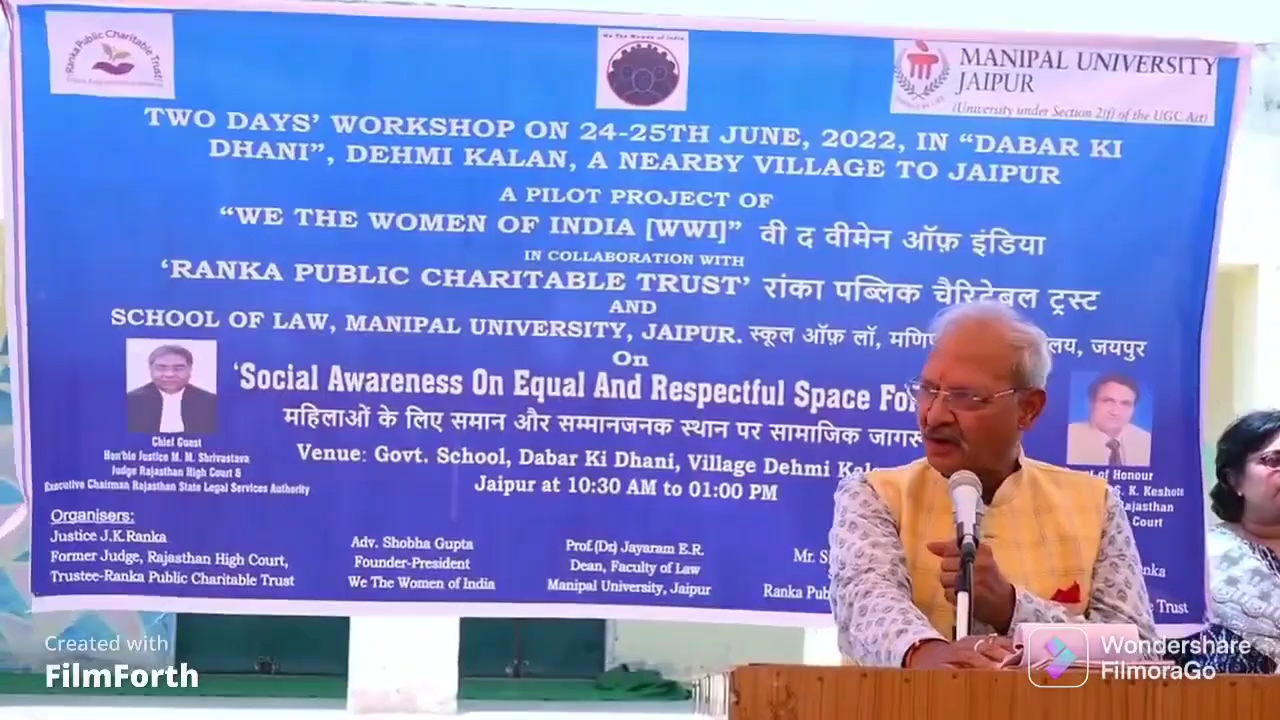 Ranka Public Charitable Trust
We The Women of India
MANIPAL UNIVERSITY
JAIPUR
(University under Section 2(f) of the UGC Act)
TWO DAYS' WORKSHOP ON 24-25TH JUNE, 2022, IN “DABAR KI
DHANI”, DEHMI KALAN, A NEARBY VILLAGE TO JAIPUR
A PILOT PROJECT OF
“WE THE WOMEN OF INDIA [WWI]” वी द वीमेन ऑफ़ इंडिया
IN COLLABORATION WITH
‘RANKA PUBLIC CHARITABLE TRUST’ रांका पब्लिक चैरिटेबल ट्रस्ट
AND
SCHOOL OF LAW, MANIPAL UNIVERSITY, JAIPUR. स्कूल ऑफ़ लॉ, जयपुर
On
‘Social Awareness On Equal And Respectful Space
महिलाओं के लिए समान और सम्मानजनक स्थान पर सामाजिक
Venue: Govt. School, Dabar Ki Dhani, Village Dehmi
Jaipur at 10:30 AM to 01:00 PM
Chief Guest
Hon'ble Justice M. M. Shrivastava
Judge Rajasthan High Court &
Executive Chairman Rajasthan State Legal Services Authority
of Honour
S. K. Keshote
Rajasthan
Court
Organisers:
Justice J.K.Ranka
Former Judge, Rajasthan High Court,
Trustee-Ranka Public Charitable Trust
Adv. Shobha Gupta
Founder-President
We The Women of India
Prof.(Dr.) Jayaram E.R.
Dean, Faculty of Law
Manipal University, Jaipur
Mr.
Trust
Created with
FilmForth
Wondershare
FilmoraGo